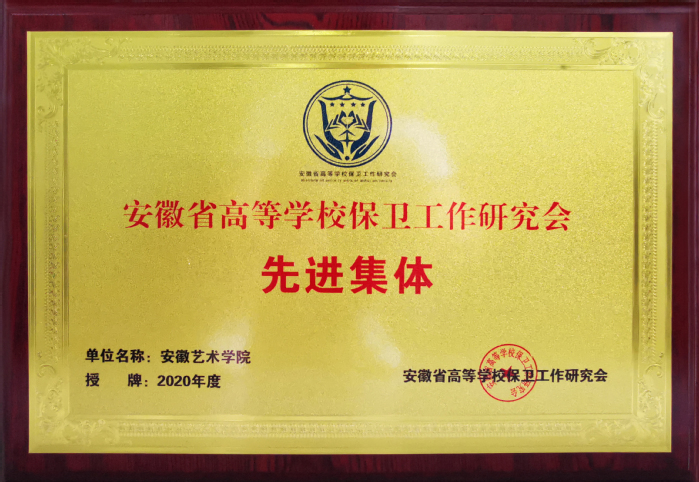 安徽省高等学校保卫工作研究会
安徽省高等学校保卫工作研究会
先进集体
单位名称：安徽艺术学院
授 牌：2020年度
安徽省高等学校保卫工作研究会